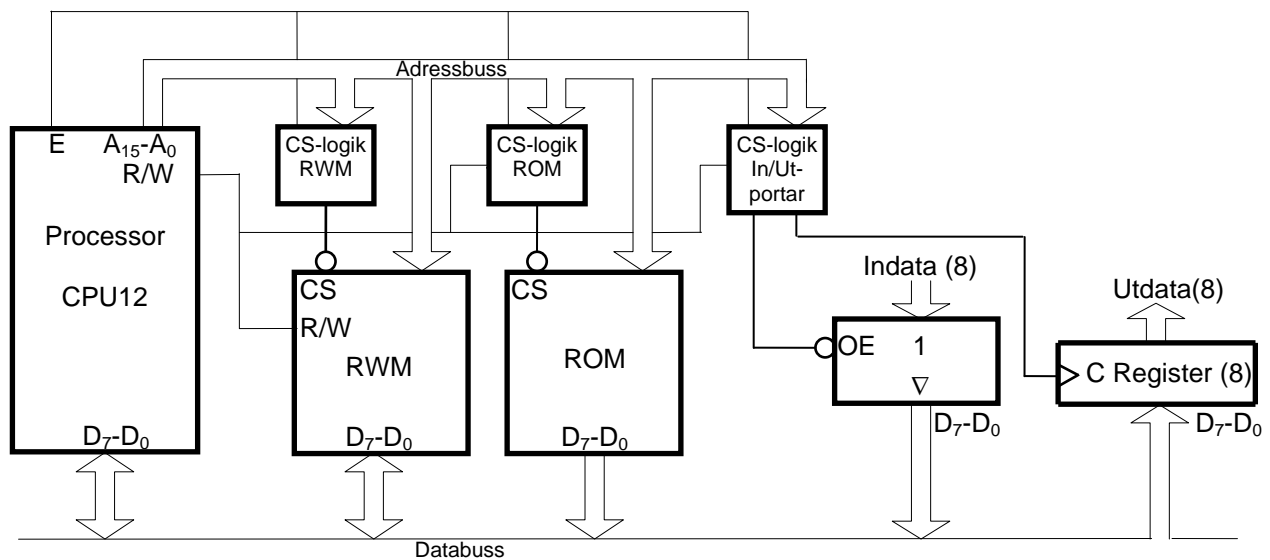 Adressbuss
E A15-A0
R/W
Processor
CPU12
D7-D0
CS-logik
RWM
CS-logik
ROM
CS-logik
In/Ut-
portar
CS
R/W
RWM
D7-D0
CS
ROM
D7-D0
Indata (8)
OE 1
∇
D7-D0
Utdata(8)
C Register (8)
D7-D0
Databuss